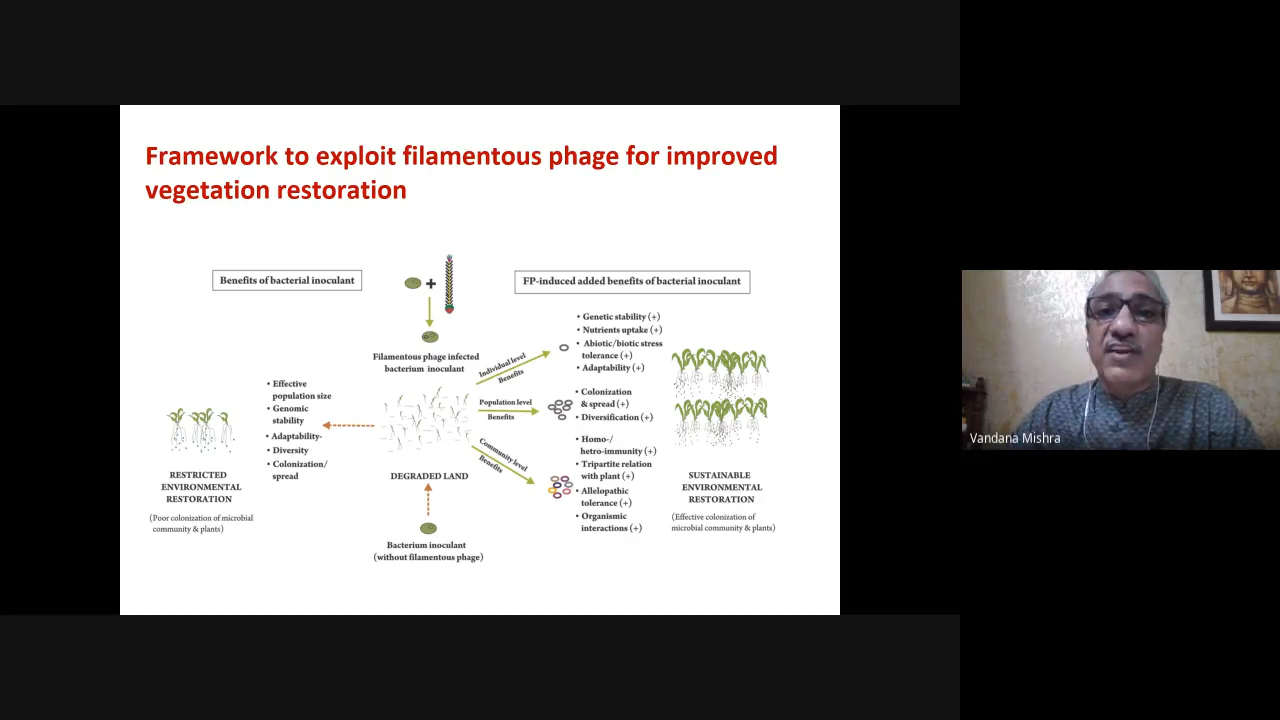 Framework to exploit filamentous phage for improved
vegetation restoration
Benefits of bacterial inoculant
FP-induced added benefits of bacterial inoculant
+
Filamentous phage infected
bacterium inoculant
• Effective
population size
• Genomic
stability
• Adaptability-
• Diversity
• Colonization/
spread
RESTRICTED
ENVIRONMENTAL
RESTORATION
(Poor colonization of microbial
community & plants)
DEGRADED LAND
Bacterium inoculant
(without filamentous phage)
Individual level
Benefits
Population level
Benefits
Community level
Benefits
• Genetic stability (+)
• Nutrients uptake (+)
• Abiotic/biotic stress
tolerance (+)
• Adaptability (+)
• Colonization
& spread (+)
• Diversification (+)
• Homo-/
hetro-immunity (+)
• Tripartite relation
with plant (+)
• Allelopathic
tolerance (+)
• Organismic
interactions (+)
SUSTAINABLE
ENVIRONMENTAL
RESTORATION
(Effective colonization of
microbial community & plants)
Vandana Mishra